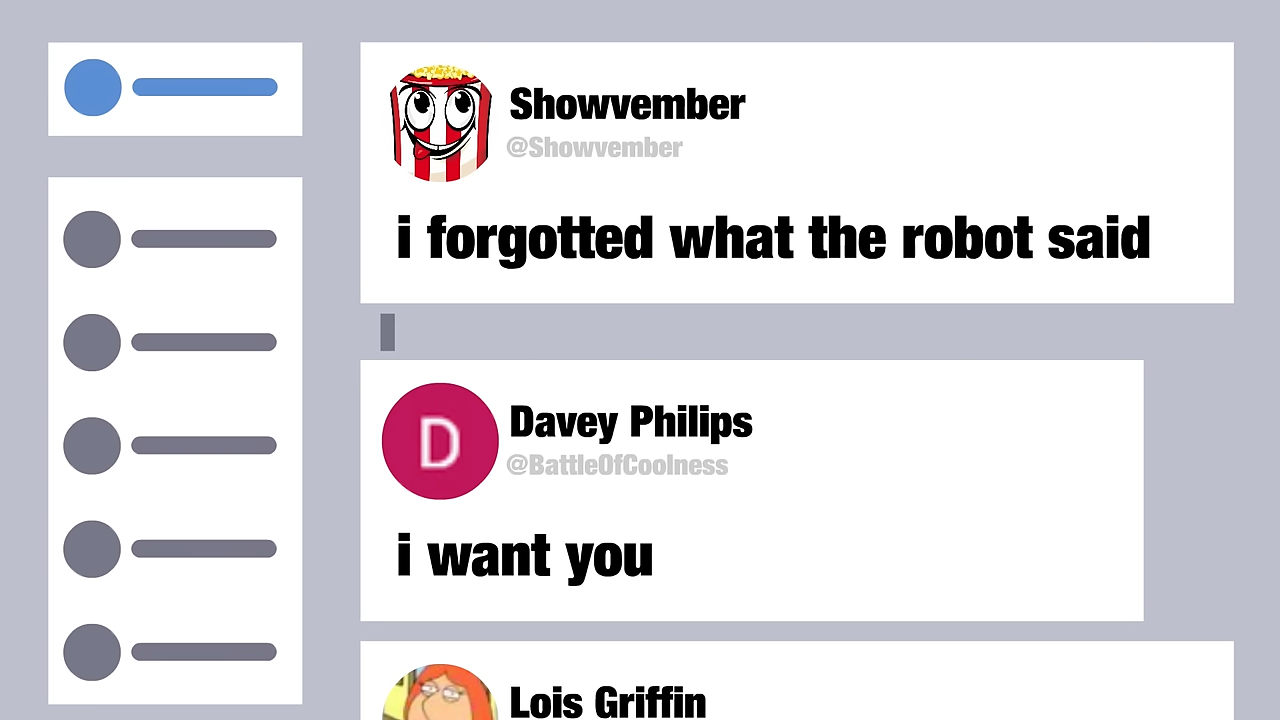 Showvember
@Showvember
i forgotted what the robot said
D
Davey Philips
@BattleOfCoolness
i want you
Lois Griffin